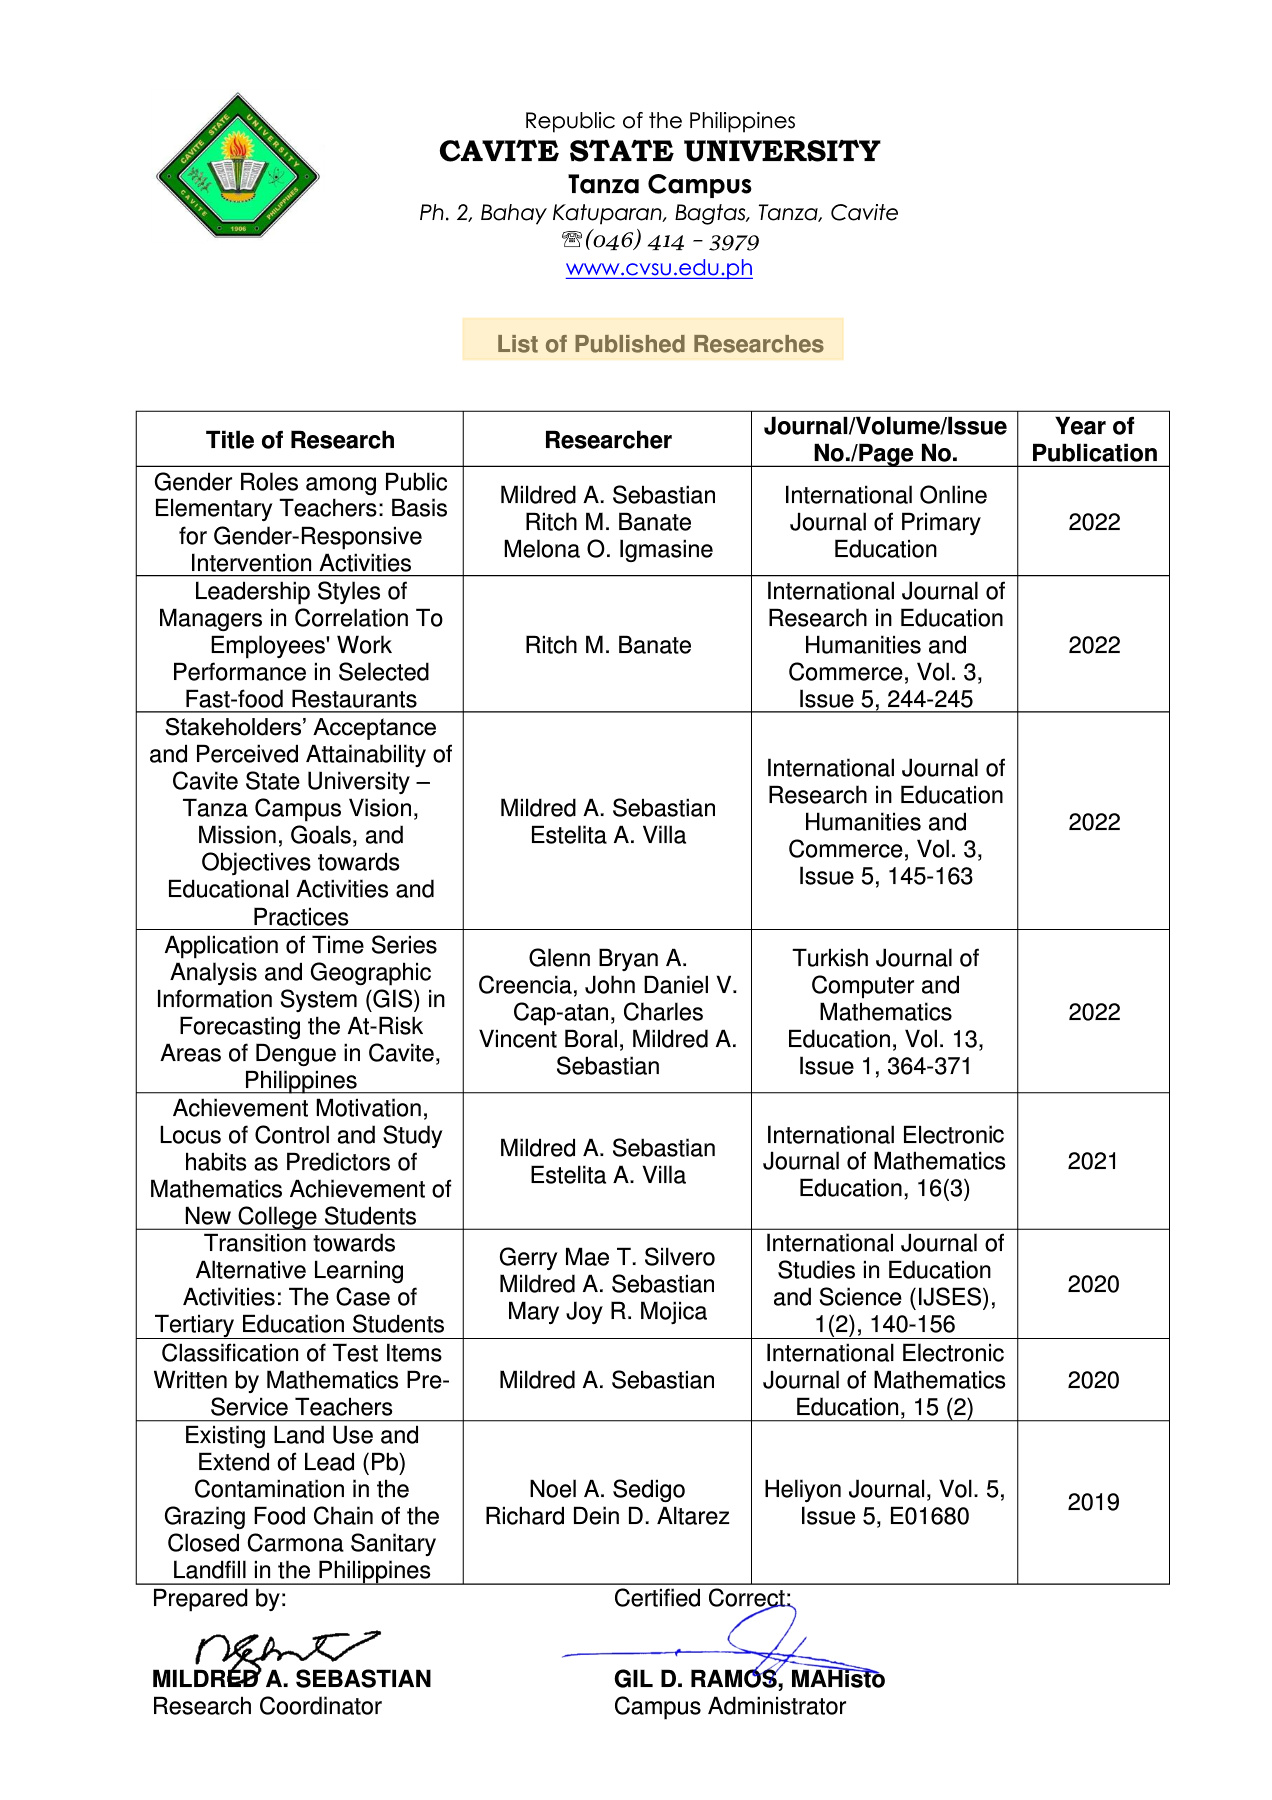 CAVITE STATE UNIVERSITY
CAVITE
PHILIPPINES
1906
Republic of the Philippines
CAVITE STATE UNIVERSITY
Tanza Campus
Ph. 2, Bahay Katuparan, Bagtas, Tanza, Cavite
☏(046) 414 – 3979
www.cvsu.edu.ph
List of Published Researches
Title of Research
Researcher
Journal/Volume/Issue
No./Page No.
Year of
Publication
Gender Roles among Public
Elementary Teachers: Basis
for Gender-Responsive
Intervention Activities
Mildred A. Sebastian
Ritch M. Banate
Melona O. Igmasine
International Online
Journal of Primary
Education
2022
Leadership Styles of
Managers in Correlation To
Employees' Work
Performance in Selected
Fast-food Restaurants
Ritch M. Banate
International Journal of
Research in Education
Humanities and
Commerce, Vol. 3,
Issue 5, 244-245
2022
Stakeholders’ Acceptance
and Perceived Attainability of
Cavite State University –
Tanza Campus Vision,
Mission, Goals, and
Objectives towards
Educational Activities and
Practices
Mildred A. Sebastian
Estelita A. Villa
International Journal of
Research in Education
Humanities and
Commerce, Vol. 3,
Issue 5, 145-163
2022
Application of Time Series
Analysis and Geographic
Information System (GIS) in
Forecasting the At-Risk
Areas of Dengue in Cavite,
Philippines
Glenn Bryan A.
Creencia, John Daniel V.
Cap-atan, Charles
Vincent Boral, Mildred A.
Sebastian
Turkish Journal of
Computer and
Mathematics
Education, Vol. 13,
Issue 1, 364-371
2022
Achievement Motivation,
Locus of Control and Study
habits as Predictors of
Mathematics Achievement of
New College Students
Mildred A. Sebastian
Estelita A. Villa
International Electronic
Journal of Mathematics
Education, 16(3)
2021
Transition towards
Alternative Learning
Activities: The Case of
Tertiary Education Students
Gerry Mae T. Silvero
Mildred A. Sebastian
Mary Joy R. Mojica
International Journal of
Studies in Education
and Science (IJSES),
1(2), 140-156
2020
Classification of Test Items
Written by Mathematics Pre-
Service Teachers
Mildred A. Sebastian
International Electronic
Journal of Mathematics
Education, 15 (2)
2020
Existing Land Use and
Extend of Lead (Pb)
Contamination in the
Grazing Food Chain of the
Closed Carmona Sanitary
Landfill in the Philippines
Noel A. Sedigo
Richard Dein D. Altarez
Heliyon Journal, Vol. 5,
Issue 5, E01680
2019
Prepared by:
Certified Correct:
MILDRED A. SEBASTIAN
GIL D. RAMOS, MAHisto
Research Coordinator
Campus Administrator